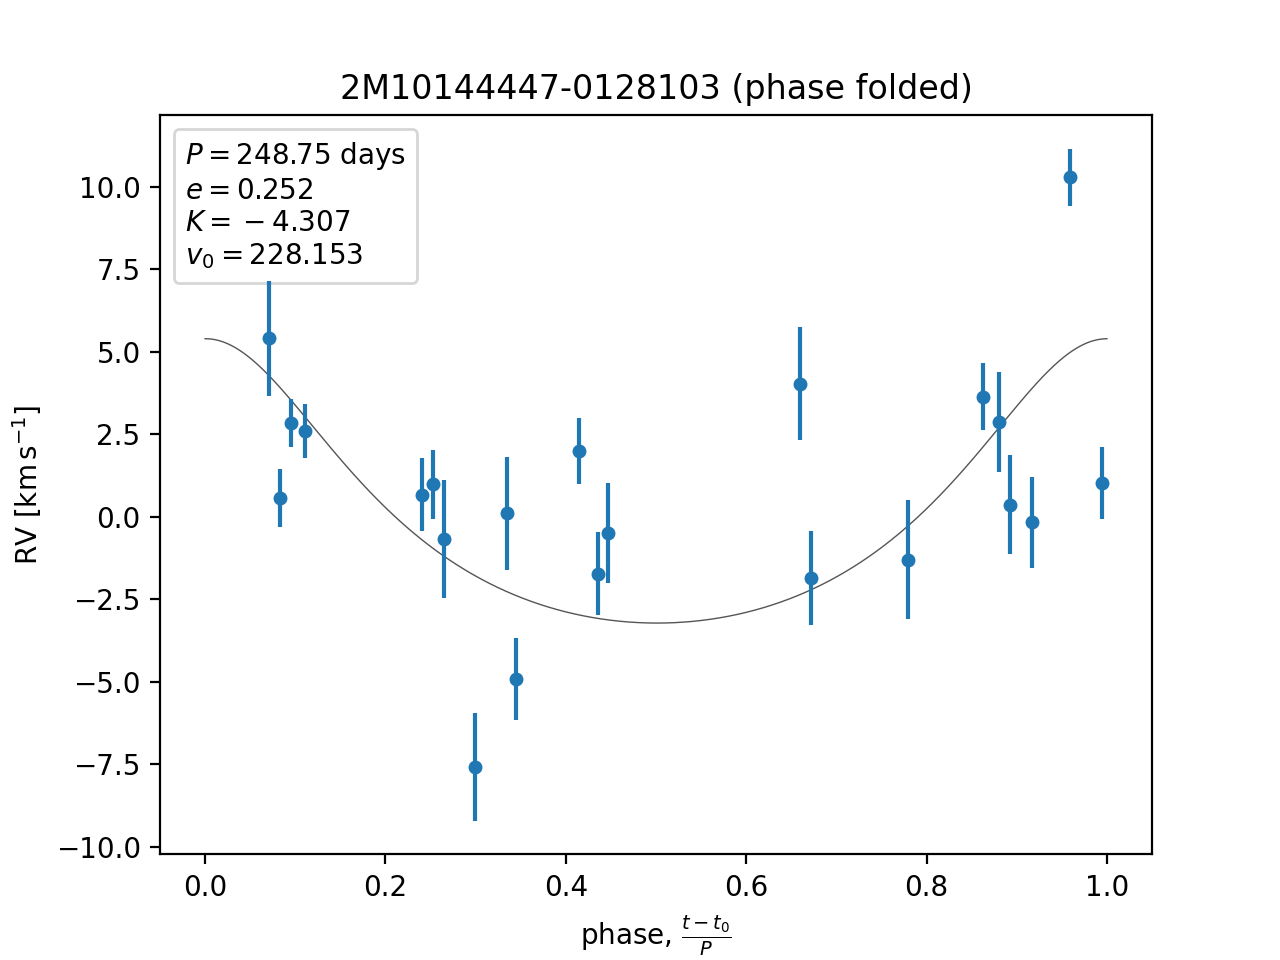 2M10144447-0128103 (phase folded)
P = 248.75 days
e = 0.252
K = −4.307
v₀ = 228.153
RV [km s⁻¹]
10.0
7.5
5.0
2.5
0.0
−2.5
−5.0
−7.5
−10.0
0.0 0.2 0.4 0.6 0.8 1.0
phase, (t − t₀)/P